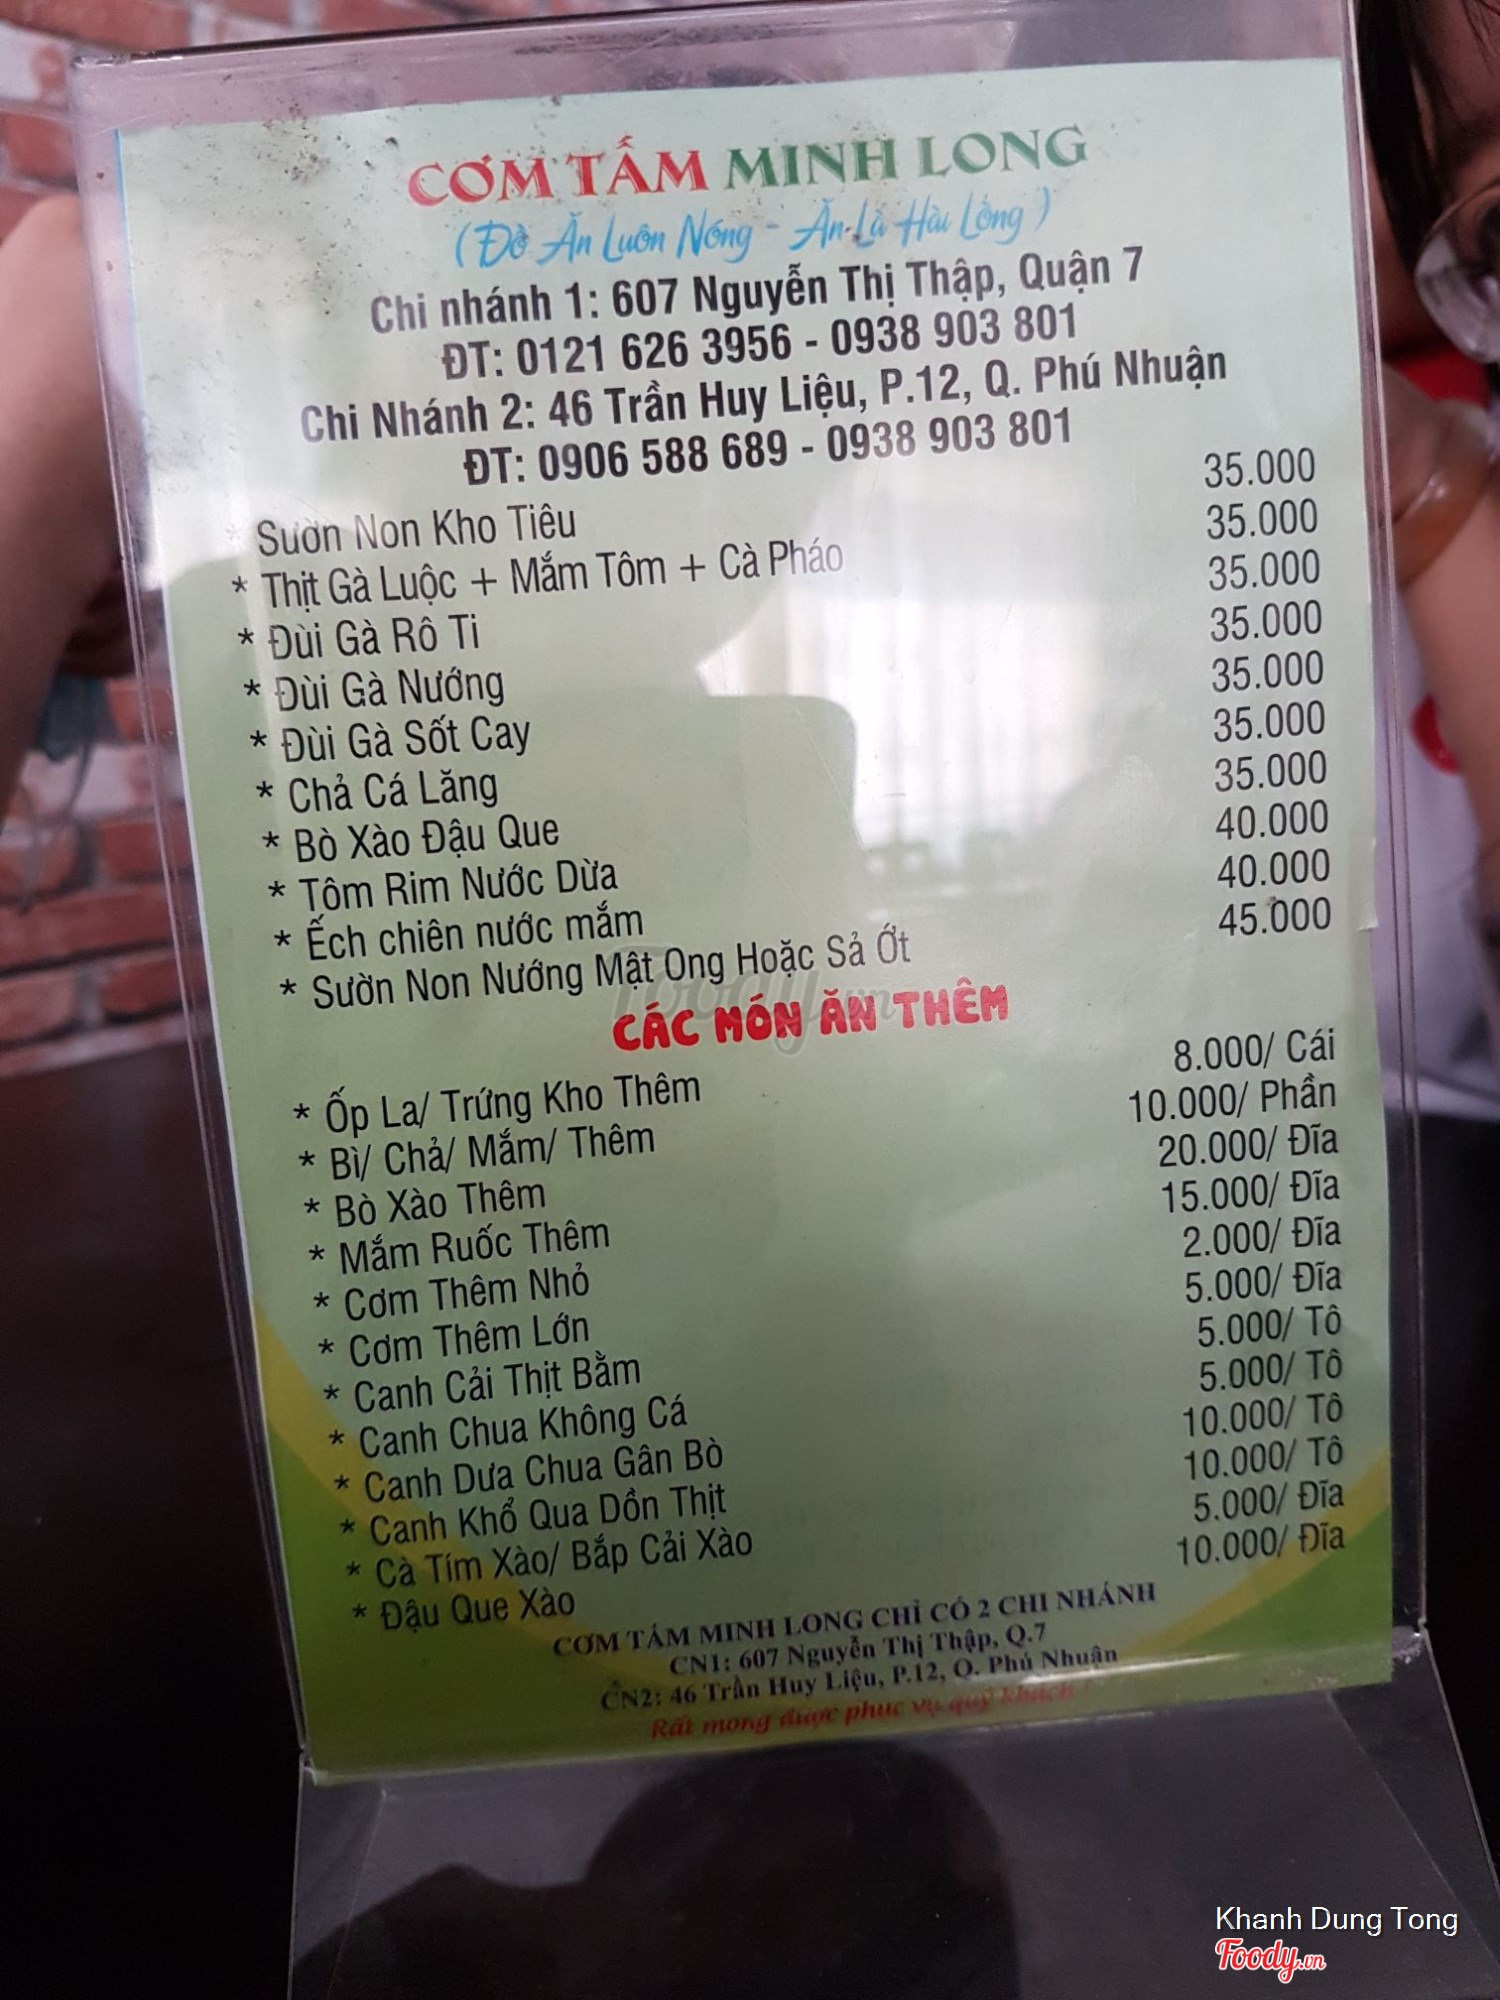 CƠM TẤM MINH LONG
(Đồ Ăn Luôn Nóng - Ăn Là Hài Lòng)
Chi nhánh 1: 607 Nguyễn Thị Thập, Quận 7
ĐT: 0121 626 3956 - 0938 903 801
Chi Nhánh 2: 46 Trần Huy Liệu, P.12, Q. Phú Nhuận
ĐT: 0906 588 689 - 0938 903 801
* Sườn Non Kho Tiêu 35.000
* Thịt Gà Luộc + Mắm Tôm + Cà Pháo 35.000
* Đùi Gà Rô Ti 35.000
* Đùi Gà Nướng 35.000
* Đùi Gà Sốt Cay 35.000
* Chả Cá Lăng 35.000
* Bò Xào Đậu Que 35.000
* Tôm Rim Nước Dừa 40.000
* Ếch chiên nước mắm 40.000
* Sườn Non Nướng Mật Ong Hoặc Sả Ớt 45.000
Foody.vn
CÁC MÓN ĂN THÊM
* Ốp La/ Trứng Kho Thêm 8.000/ Cái
* Bì/ Chả/ Mắm/ Thêm 10.000/ Phần
* Bò Xào Thêm 20.000/ Đĩa
* Mắm Ruốc Thêm 15.000/ Đĩa
* Cơm Thêm Nhỏ 2.000/ Đĩa
* Cơm Thêm Lớn 5.000/ Đĩa
* Canh Cải Thịt Bằm 5.000/ Tô
* Canh Chua Không Cá 5.000/ Tô
* Canh Dưa Chua Gân Bò 10.000/ Tô
* Canh Khổ Qua Dồn Thịt 10.000/ Tô
* Cà Tím Xào/ Bắp Cải Xào 5.000/ Đĩa
* Đậu Que Xào 10.000/ Đĩa
CƠM TẤM MINH LONG CHỈ CÓ 2 CHI NHÁNH
CN1: 607 Nguyễn Thị Thập, Q.7
CN2: 46 Trần Huy Liệu, P.12, Q. Phú Nhuận
Rất mong được phục vụ quý khách !
Khanh Dung Tong
Foody.vn